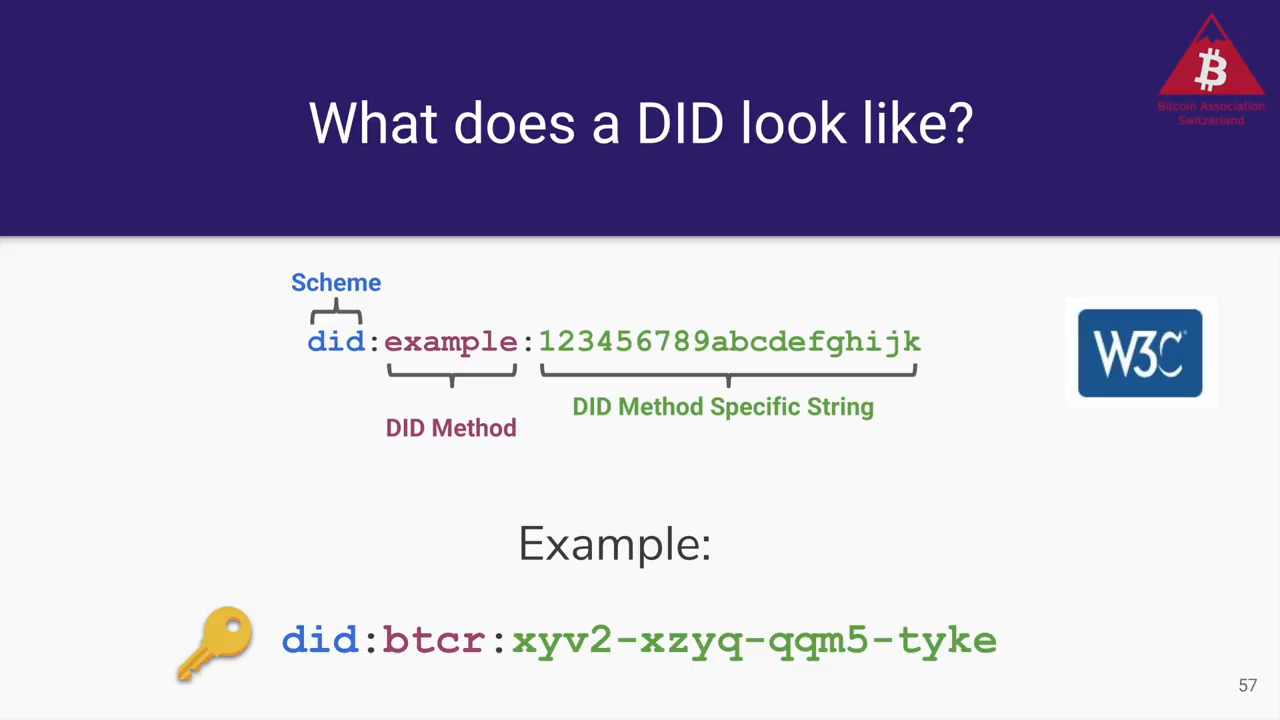 What does a DID look like?
Bitcoin Association
Switzerland
Scheme
did:example:123456789abcdefghijk
DID Method Specific String
DID Method
W3C
Example:
did:btcr:xyv2-xzyq-qqm5-tyke
57